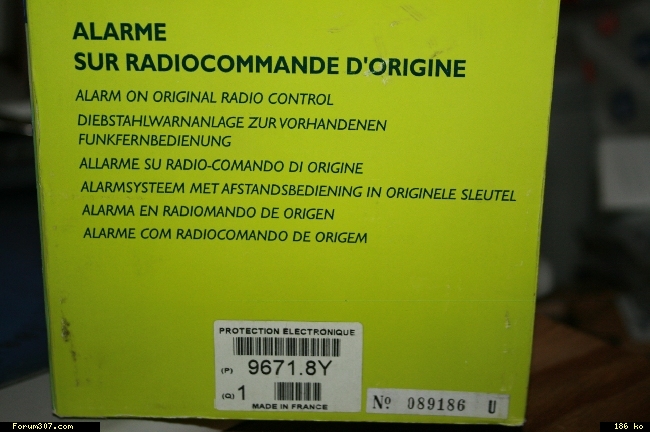 ALARME
SUR RADIOCOMMANDE D'ORIGINE
ALARM ON ORIGINAL RADIO CONTROL
DIEBSTAHLWARNANLAGE ZUR VORHANDENEN
FUNKFERNBEDIENUNG
ALLARME SU RADIO-COMANDO DI ORIGINE
ALARMSYSTEEM MET AFSTANDSBEDIENING IN ORIGINELE SLEUTEL
ALARMA EN RADIOMANDO DE ORIGEN
ALARME COM RADIOCOMANDO DE ORIGEM
PROTECTION ELECTRONIQUE
(P) 9671.8Y
(Q) 1
MADE IN FRANCE
Nº 089186 U
Forum307.com
186 ko